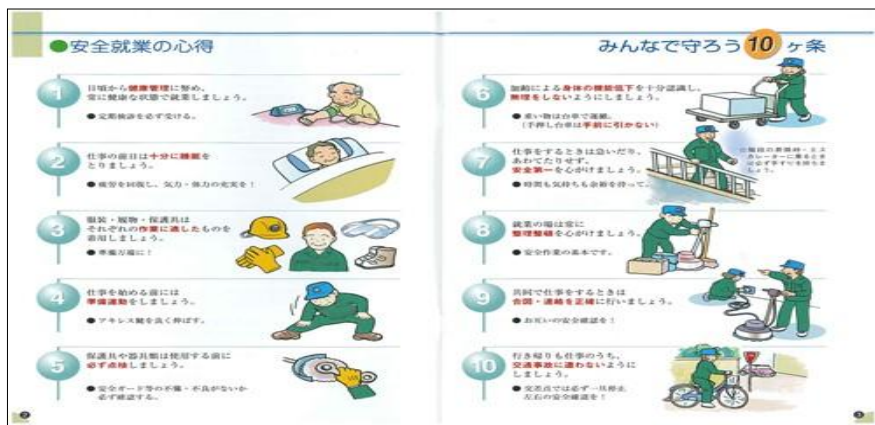 ●安全就業の心得
1
日頃から健康管理に努め、
常に健康な状態で就業しましょう。
●定期検診を必ず受ける。
2
仕事の前日は十分に睡眠を
とりましょう。
●疲労を回復し、気力・体力の充実を!
3
服装・履物・保護具は
それぞれの作業に適したものを
着用しましょう。
●準備万端に!
4
仕事を始める前には
準備運動をしましょう。
●アキレス腱を良く伸ばす。
5
保護具や器具類は使用する前に
必ず点検しましょう。
●安全ガード等の不備・不良がないか
必ず確認する。
2
みんなで守ろう10ヶ条
6
加齢による身体の機能低下を十分認識し、
無理をしないようにしましょう。
●重い物は台車で運搬。
(手押し台車は手前に引かない)
7
仕事をするときは急いだり、
あわてたりせず、
安全第一を心がけましょう。
●時間も気持ちも余裕を持って。
8
就業の場は常に
整理整頓を心がけましょう。
●安全作業の基本です。
9
共同で仕事をするときは
合図・連絡を正確に行いましょう。
●お互いの安全確認を!
10
行き帰りも仕事のうち、
交通事故に遭わないように
しましょう。
●交差点では必ず一旦停止
左右の安全確認を!
3